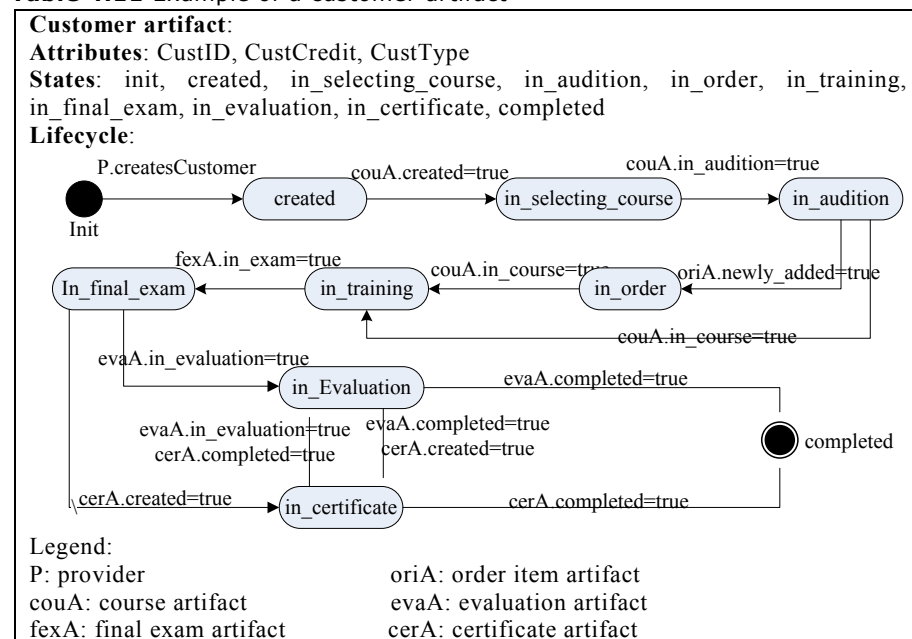 Customer artifact:
Attributes: CustID, CustCredit, CustType
States: init, created, in_selecting_course, in_audition, in_order, in_training,
in_final_exam, in_evaluation, in_certificate, completed
Lifecycle:
P.createsCustomer
couA.created=true
couA.in_audition=true
created
in_selecting_course
in_audition
Init
fexA.in_exam=true
couA.in_course=true
oriA.newly_added=true
In_final_exam
in_training
in_order
couA.in_course=true
evaA.in_evaluation=true
in_Evaluation
evaA.completed=true
evaA.in_evaluation=true
cerA.completed=true
evaA.completed=true
cerA.created=true
completed
cerA.created=true
in_certificate
cerA.completed=true
Legend:
P: provider
oriA: order item artifact
couA: course artifact
evaA: evaluation artifact
fexA: final exam artifact
cerA: certificate artifact